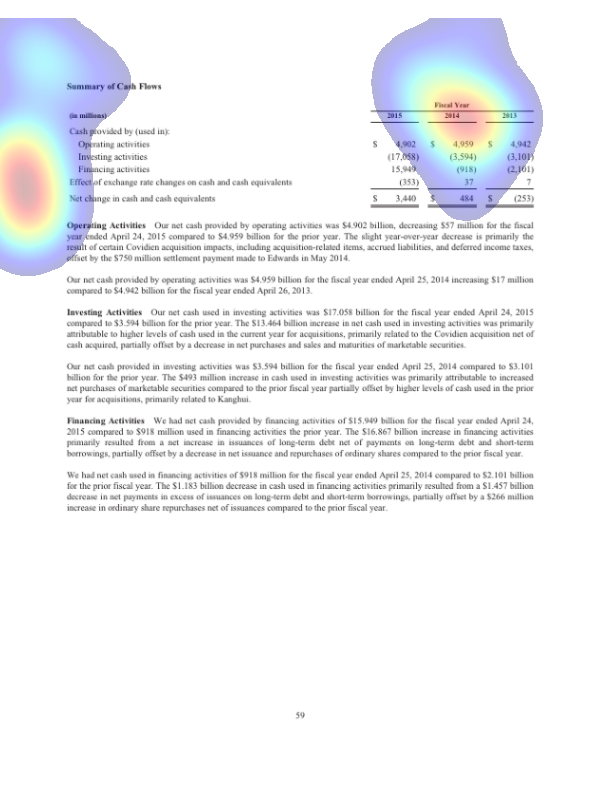 Summary of Cash Flows
Fiscal Year
(in millions) 2015 2014 2013
Cash provided by (used in):
Operating activities $ 4,902 $ 4,959 $ 4,942
Investing activities (17,058) (3,594) (3,101)
Financing activities 15,949 (918) (2,101)
Effect of exchange rate changes on cash and cash equivalents (353) 37 7
Net change in cash and cash equivalents $ 3,440 $ 484 $ (253)
Operating Activities Our net cash provided by operating activities was $4.902 billion, decreasing $57 million for the fiscal
year ended April 24, 2015 compared to $4.959 billion for the prior year. The slight year-over-year decrease is primarily the
result of certain Covidien acquisition impacts, including acquisition-related items, accrued liabilities, and deferred income taxes,
offset by the $750 million settlement payment made to Edwards in May 2014.
Our net cash provided by operating activities was $4.959 billion for the fiscal year ended April 25, 2014 increasing $17 million
compared to $4.942 billion for the fiscal year ended April 26, 2013.
Investing Activities Our net cash used in investing activities was $17.058 billion for the fiscal year ended April 24, 2015
compared to $3.594 billion for the prior year. The $13.464 billion increase in net cash used in investing activities was primarily
attributable to higher levels of cash used in the current year for acquisitions, primarily related to the Covidien acquisition net of
cash acquired, partially offset by a decrease in net purchases and sales and maturities of marketable securities.
Our net cash provided in investing activities was $3.594 billion for the fiscal year ended April 25, 2014 compared to $3.101
billion for the prior year. The $493 million increase in cash used in investing activities was primarily attributable to increased
net purchases of marketable securities compared to the prior fiscal year partially offset by higher levels of cash used in the prior
year for acquisitions, primarily related to Kanghui.
Financing Activities We had net cash provided by financing activities of $15.949 billion for the fiscal year ended April 24,
2015 compared to $918 million used in financing activities the prior year. The $16.867 billion increase in financing activities
primarily resulted from a net increase in issuances of long-term debt net of payments on long-term debt and short-term
borrowings, partially offset by a decrease in net issuance and repurchases of ordinary shares compared to the prior fiscal year.
We had net cash used in financing activities of $918 million for the fiscal year ended April 25, 2014 compared to $2.101 billion
for the prior fiscal year. The $1.183 billion decrease in cash used in financing activities primarily resulted from a $1.457 billion
decrease in net payments in excess of issuances on long-term debt and short-term borrowings, partially offset by a $266 million
increase in ordinary share repurchases net of issuances compared to the prior fiscal year.
59